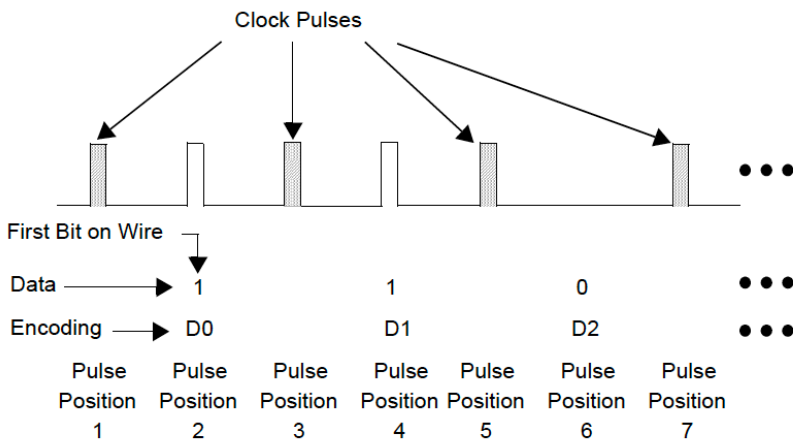 Clock Pulses
First Bit on Wire
Data 1 1 0
Encoding D0 D1 D2
Pulse Pulse Pulse Pulse Pulse Pulse Pulse
Position Position Position Position Position Position Position
1 2 3 4 5 6 7